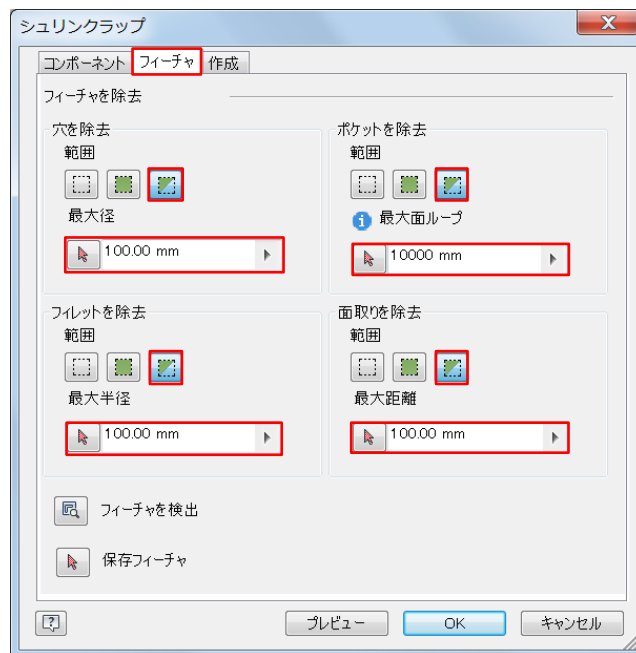 シュリンクラップ
コンポーネント フィーチャ 作成
フィーチャを除去
穴を除去
範囲
最大径
100.00 mm
ポケットを除去
範囲
最大面ループ
10000 mm
フィレットを除去
範囲
最大半径
100.00 mm
面取りを除去
範囲
最大距離
100.00 mm
フィーチャを検出
保存フィーチャ
プレビュー OK キャンセル